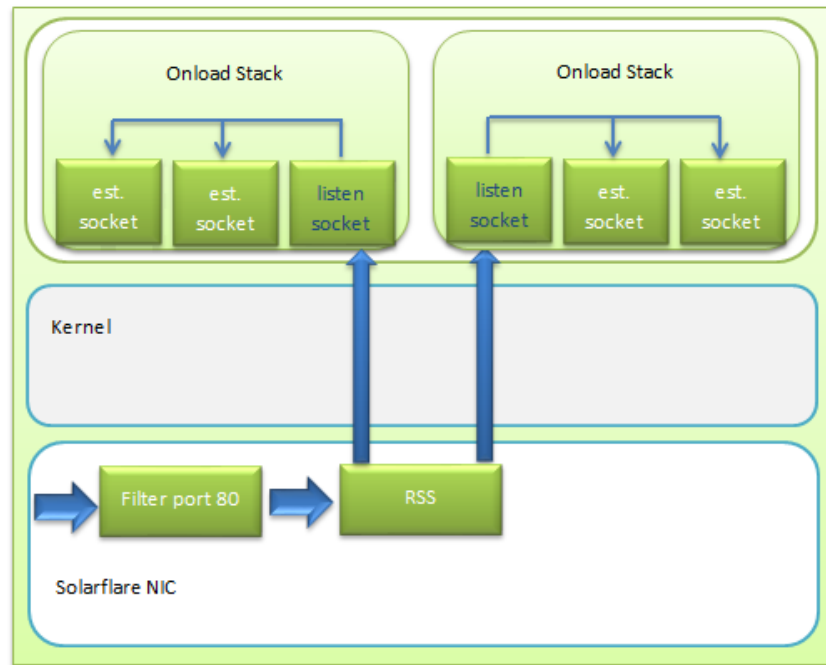 Onload Stack
est.
socket
est.
socket
listen
socket
Onload Stack
listen
socket
est.
socket
est.
socket
Kernel
Filter port 80
RSS
Solarflare NIC